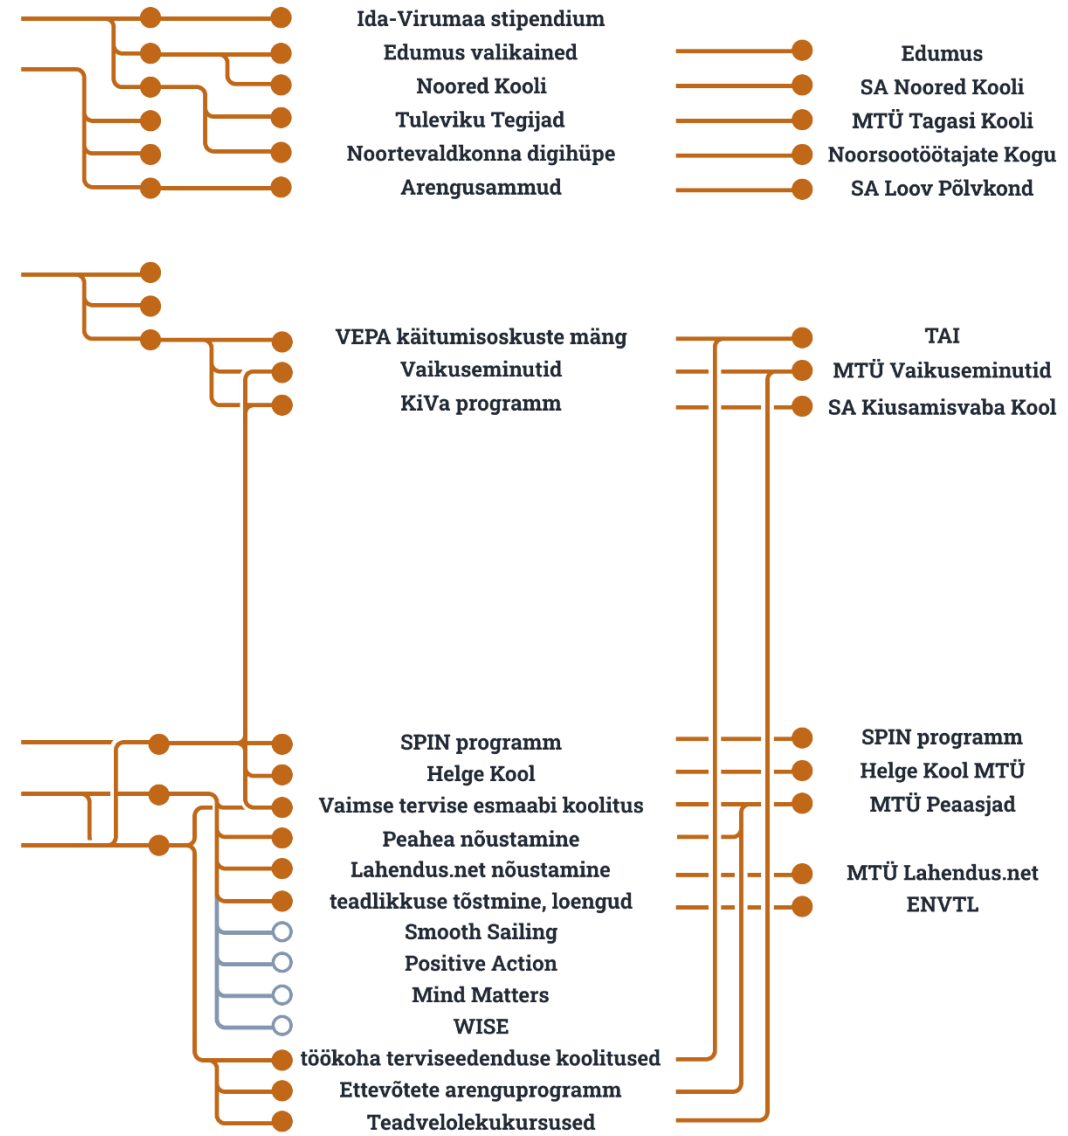 Ida-Virumaa stipendium
Edumus valikained
Edumus
Noored Kooli
SA Noored Kooli
Tuleviku Tegijad
MTÜ Tagasi Kooli
Noortevaldkonna digihüpe
Noorsootöötajate Kogu
Arengusammud
SA Loov Põlvkond
VEPA käitumisoskuste mäng
TAI
Vaikuseminutid
MTÜ Vaikuseminutid
KiVa programm
SA Kiusamisvaba Kool
SPIN programm
SPIN programm
Helge Kool
Helge Kool MTÜ
Vaimse tervise esmaabi koolitus
MTÜ Peaasjad
Peahea nõustamine
Lahendus.net nõustamine
MTÜ Lahendus.net
teadlikkuse tõstmine, loengud
ENVTL
Smooth Sailing
Positive Action
Mind Matters
WISE
töökoha terviseedenduse koolitused
Ettevõtete arenguprogramm
Teadvelolekukursused